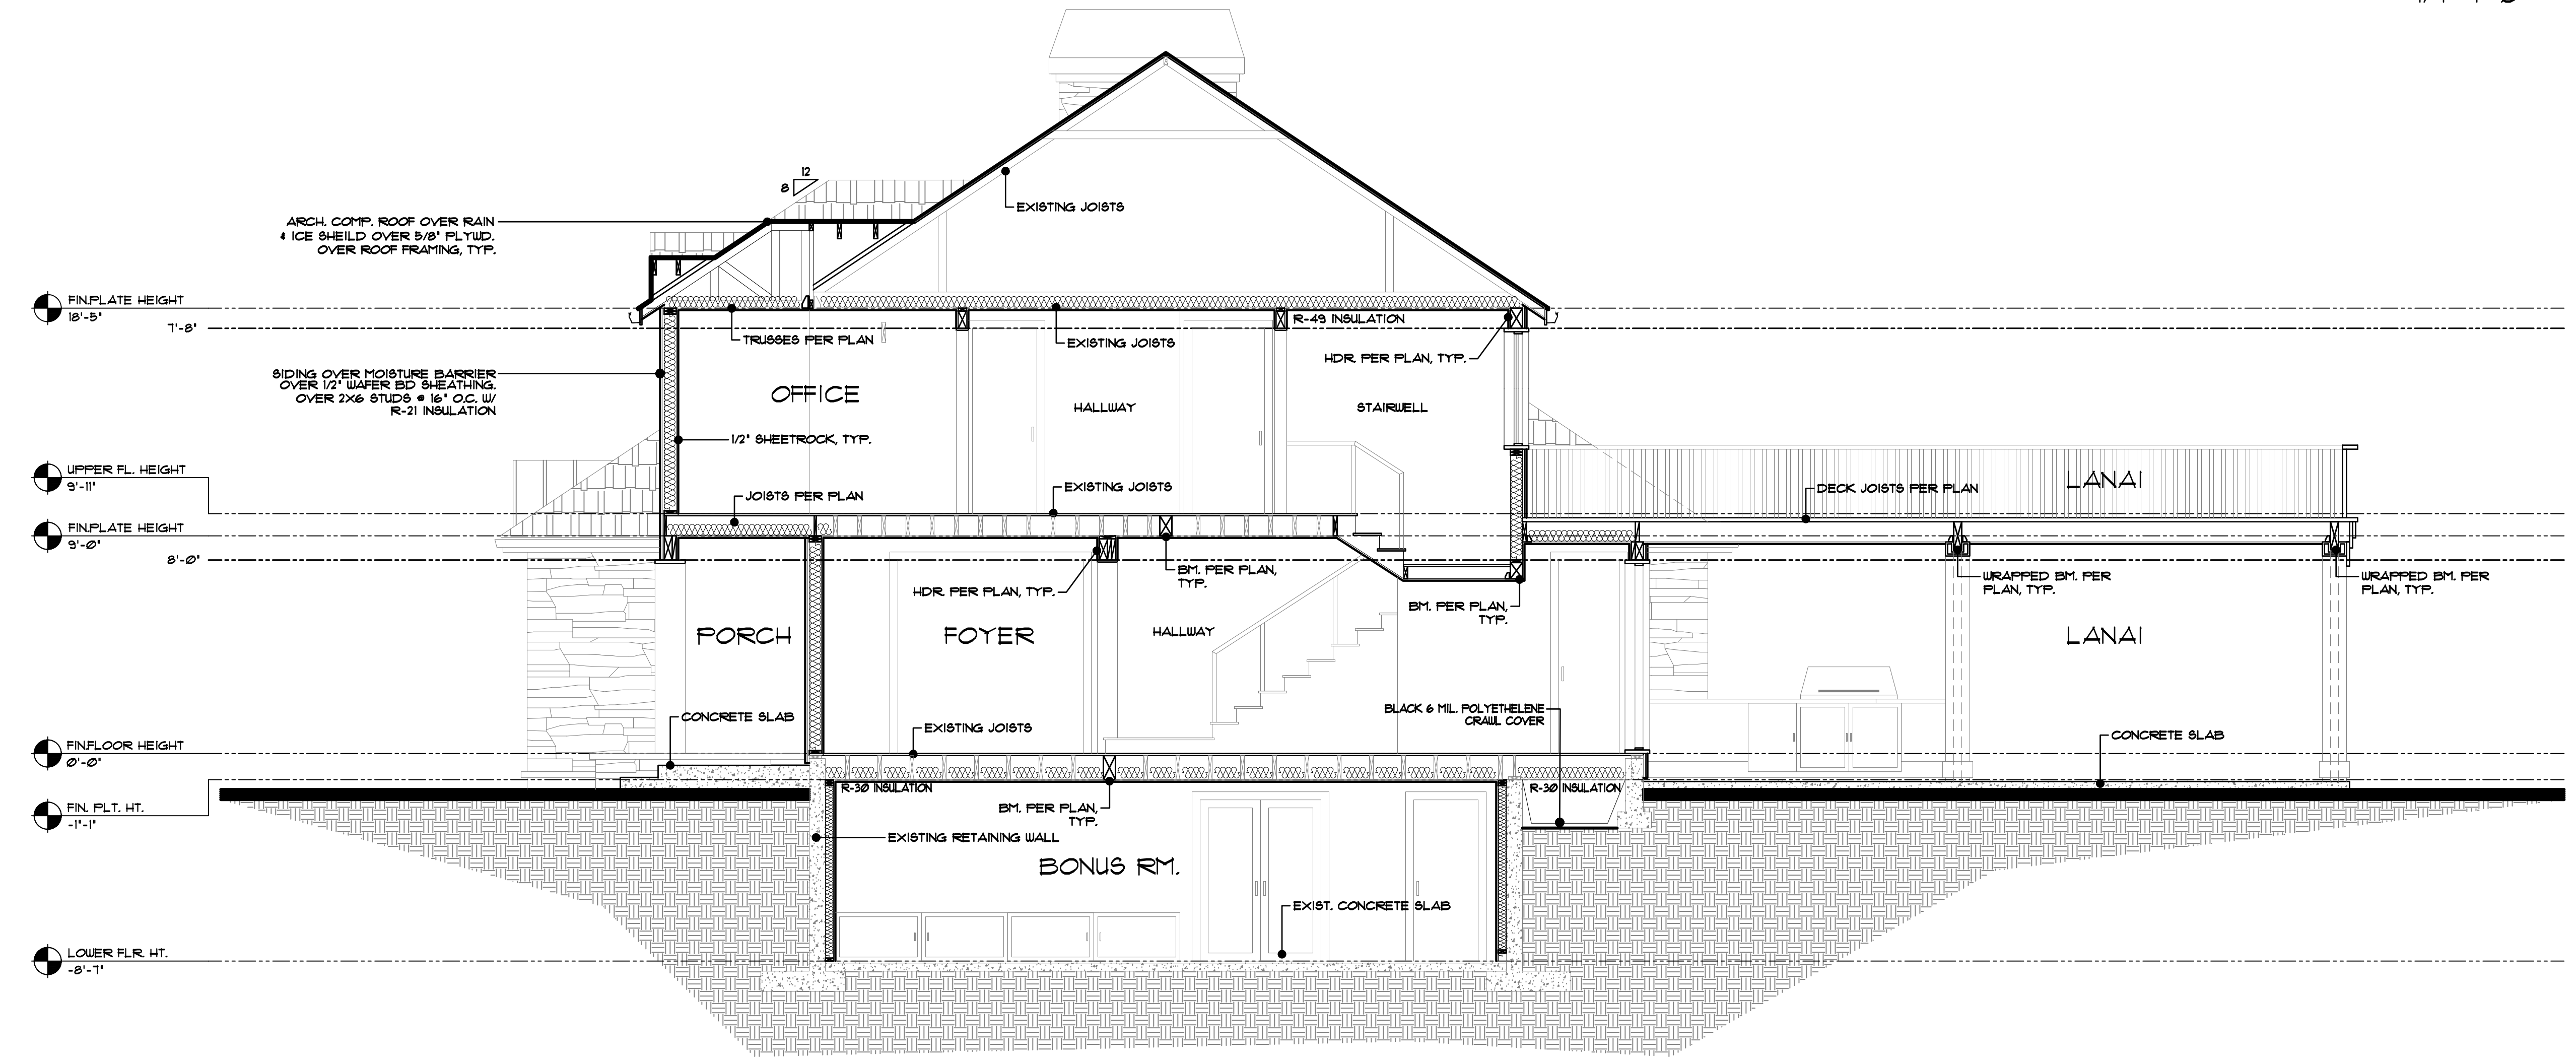 12
8
EXISTING JOISTS
ARCH. COMP. ROOF OVER RAIN
& ICE SHEILD OVER 5/8" PLYWD.
OVER ROOF FRAMING, TYP.
FIN.PLATE HEIGHT
18'-5"
7'-8"
R-49 INSULATION
TRUSSES PER PLAN
EXISTING JOISTS
HDR. PER PLAN, TYP.
SIDING OVER MOISTURE BARRIER
OVER 1/2" WAFER BD SHEATHING.
OVER 2X6 STUDS @ 16" O.C. W/
R-21 INSULATION
OFFICE
HALLWAY
STAIRWELL
1/2" SHEETROCK, TYP.
UPPER FL. HEIGHT
9'-11"
LANAI
EXISTING JOISTS
DECK JOISTS PER PLAN
JOISTS PER PLAN
FIN.PLATE HEIGHT
9'-0"
8'-0"
BM. PER PLAN,
TYP.
HDR. PER PLAN, TYP.
BM. PER PLAN,
TYP.
WRAPPED BM. PER
PLAN, TYP.
WRAPPED BM. PER
PLAN, TYP.
PORCH
FOYER
HALLWAY
LANAI
BLACK 6 MIL. POLYETHELENE
CRAWL COVER
CONCRETE SLAB
EXISTING JOISTS
CONCRETE SLAB
FIN.FLOOR HEIGHT
0'-0"
R-30 INSULATION
R-30 INSULATION
FIN. PLT. HT.
-1'-1"
BM. PER PLAN,
TYP.
EXISTING RETAINING WALL
BONUS RM.
EXIST. CONCRETE SLAB
LOWER FLR. HT.
-8'-7"